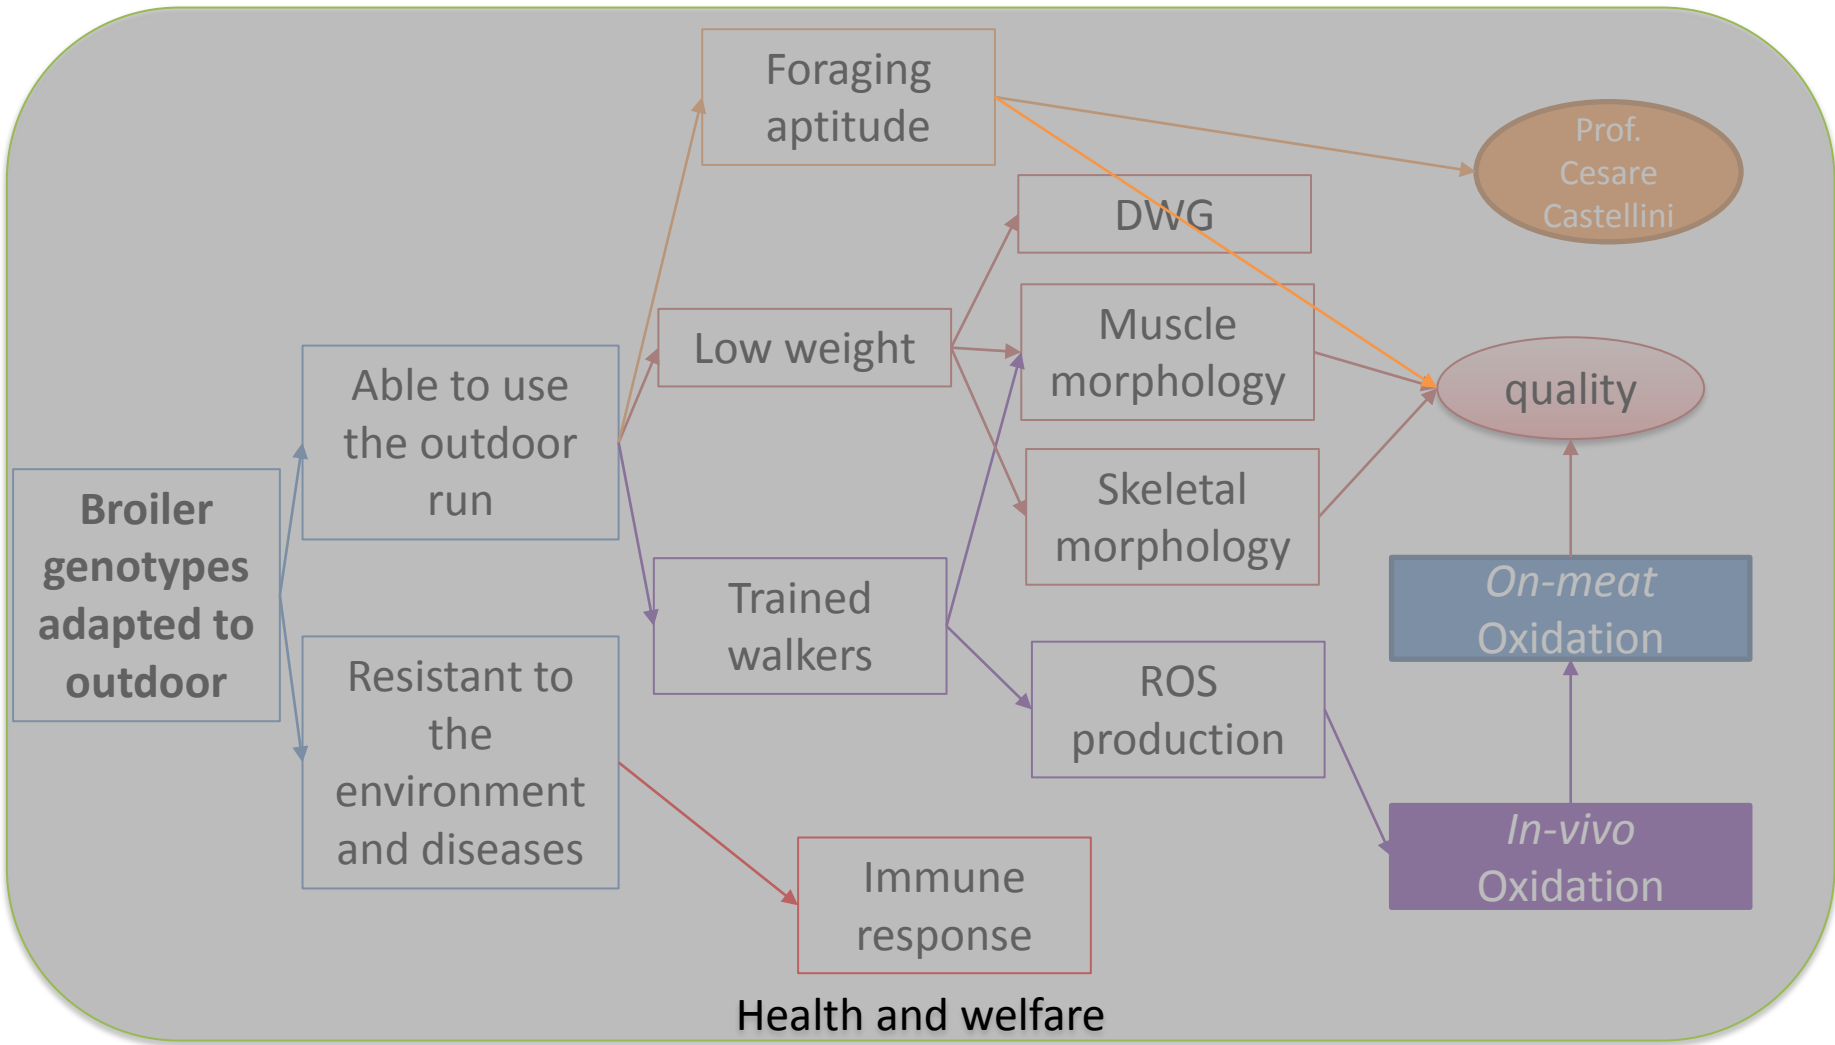 Foraging
aptitude
Prof.
Cesare
Castellini
DWG
Low weight
Muscle
morphology
quality
Able to use
the outdoor
run
Broiler
genotypes
adapted to
outdoor
Skeletal
morphology
Trained
walkers
On-meat
Oxidation
Resistant to
the
environment
and diseases
ROS
production
In-vivo
Oxidation
Immune
response
Health and welfare